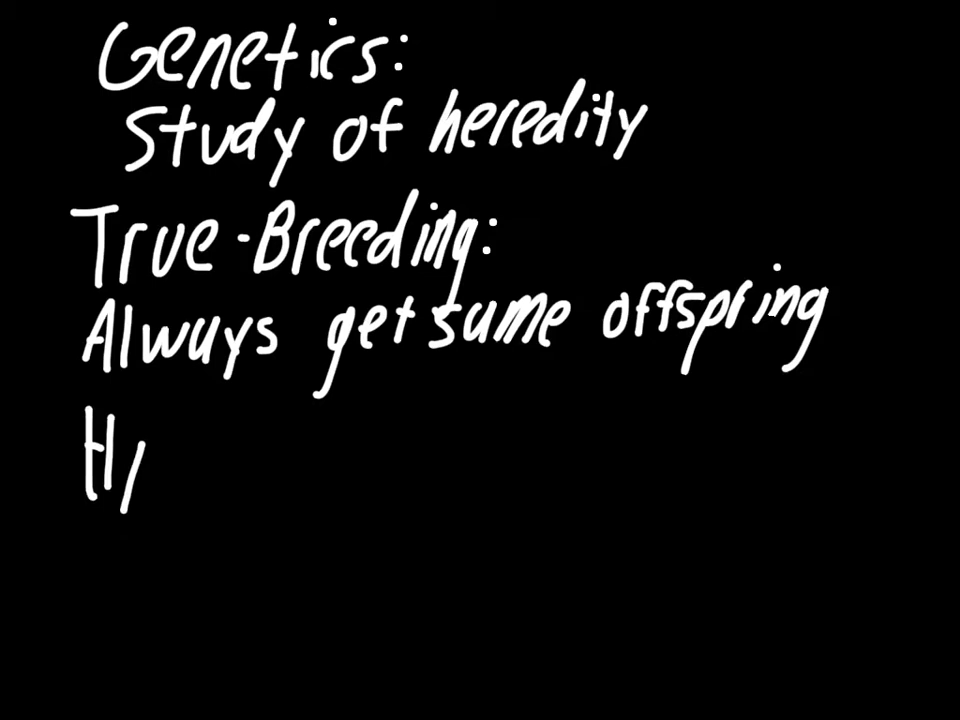 Genetics:
Study of heredity
True-Breeding:
Always get same offspring
H